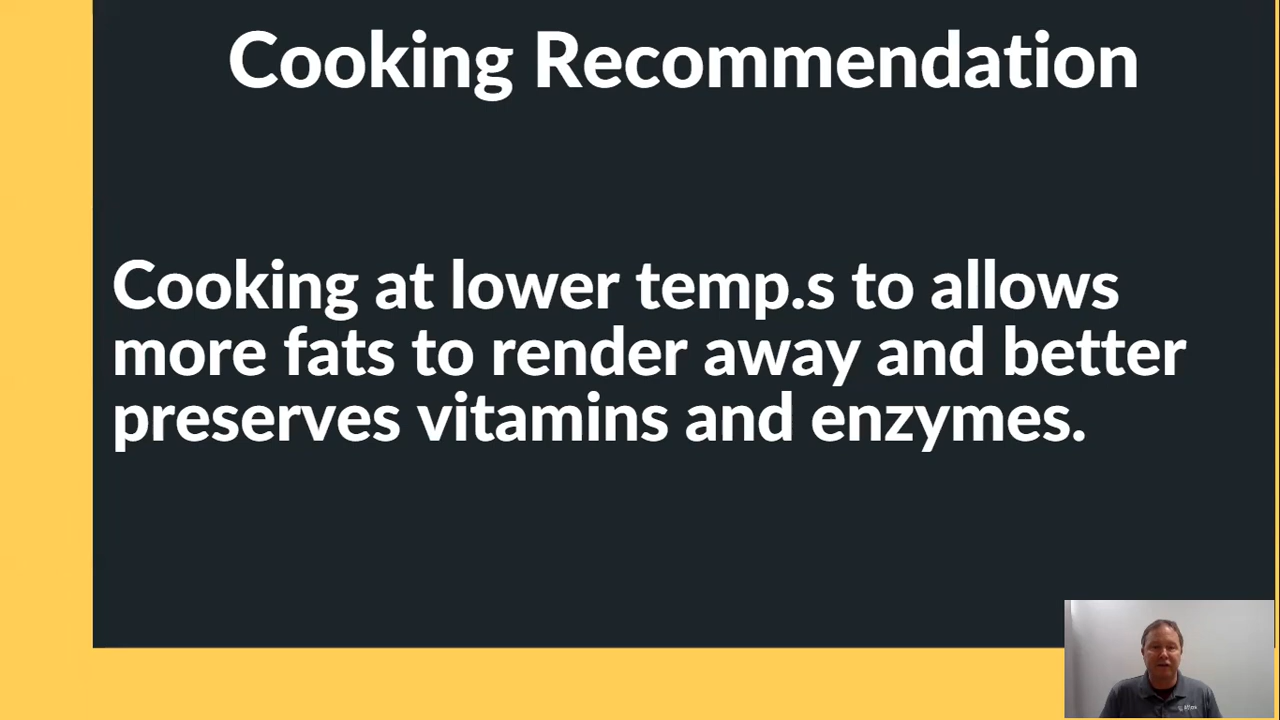 Cooking Recommendation
Cooking at lower temp.s to allows
more fats to render away and better
preserves vitamins and enzymes.